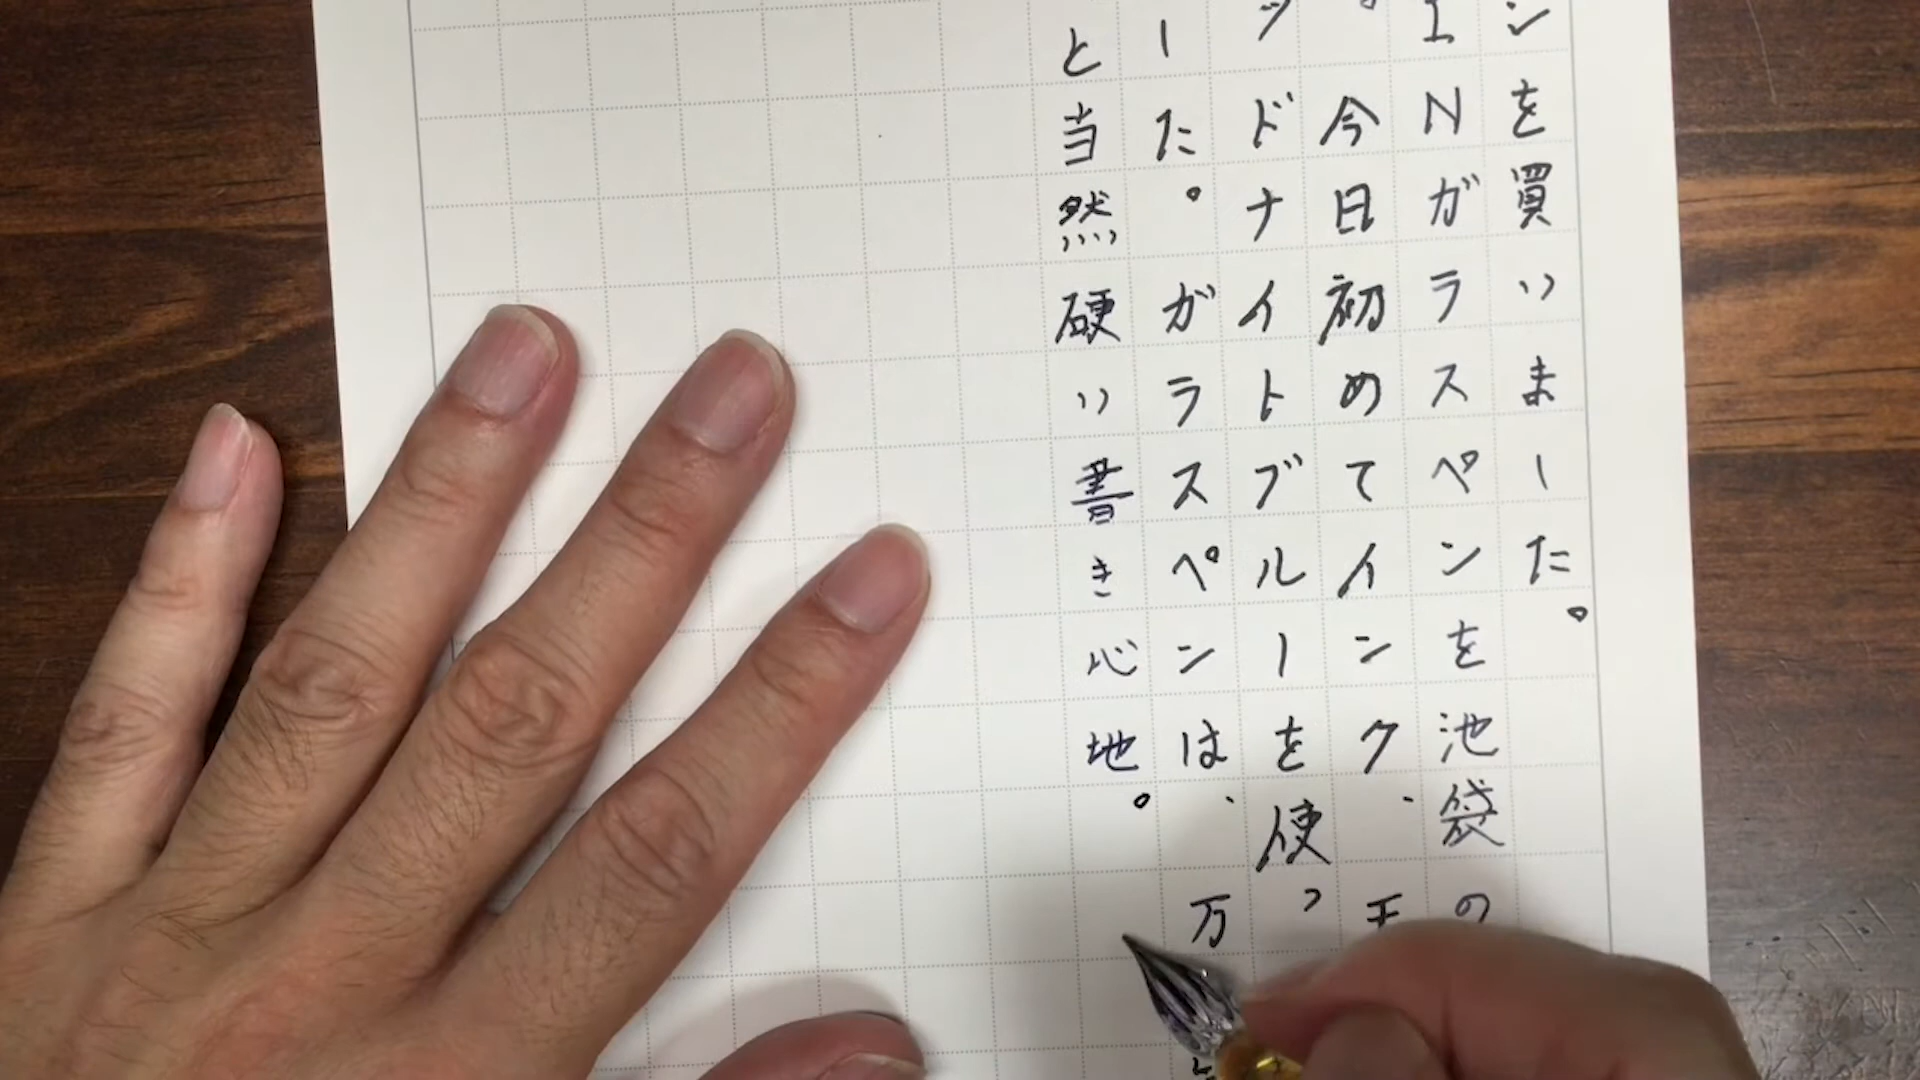 ンを買いました。
エNガラスペンを池袋の
。今日初めてインク、モ
ッドナイトブルーを使っ
した。ガラスペンは、万
と当然硬い書き心地。